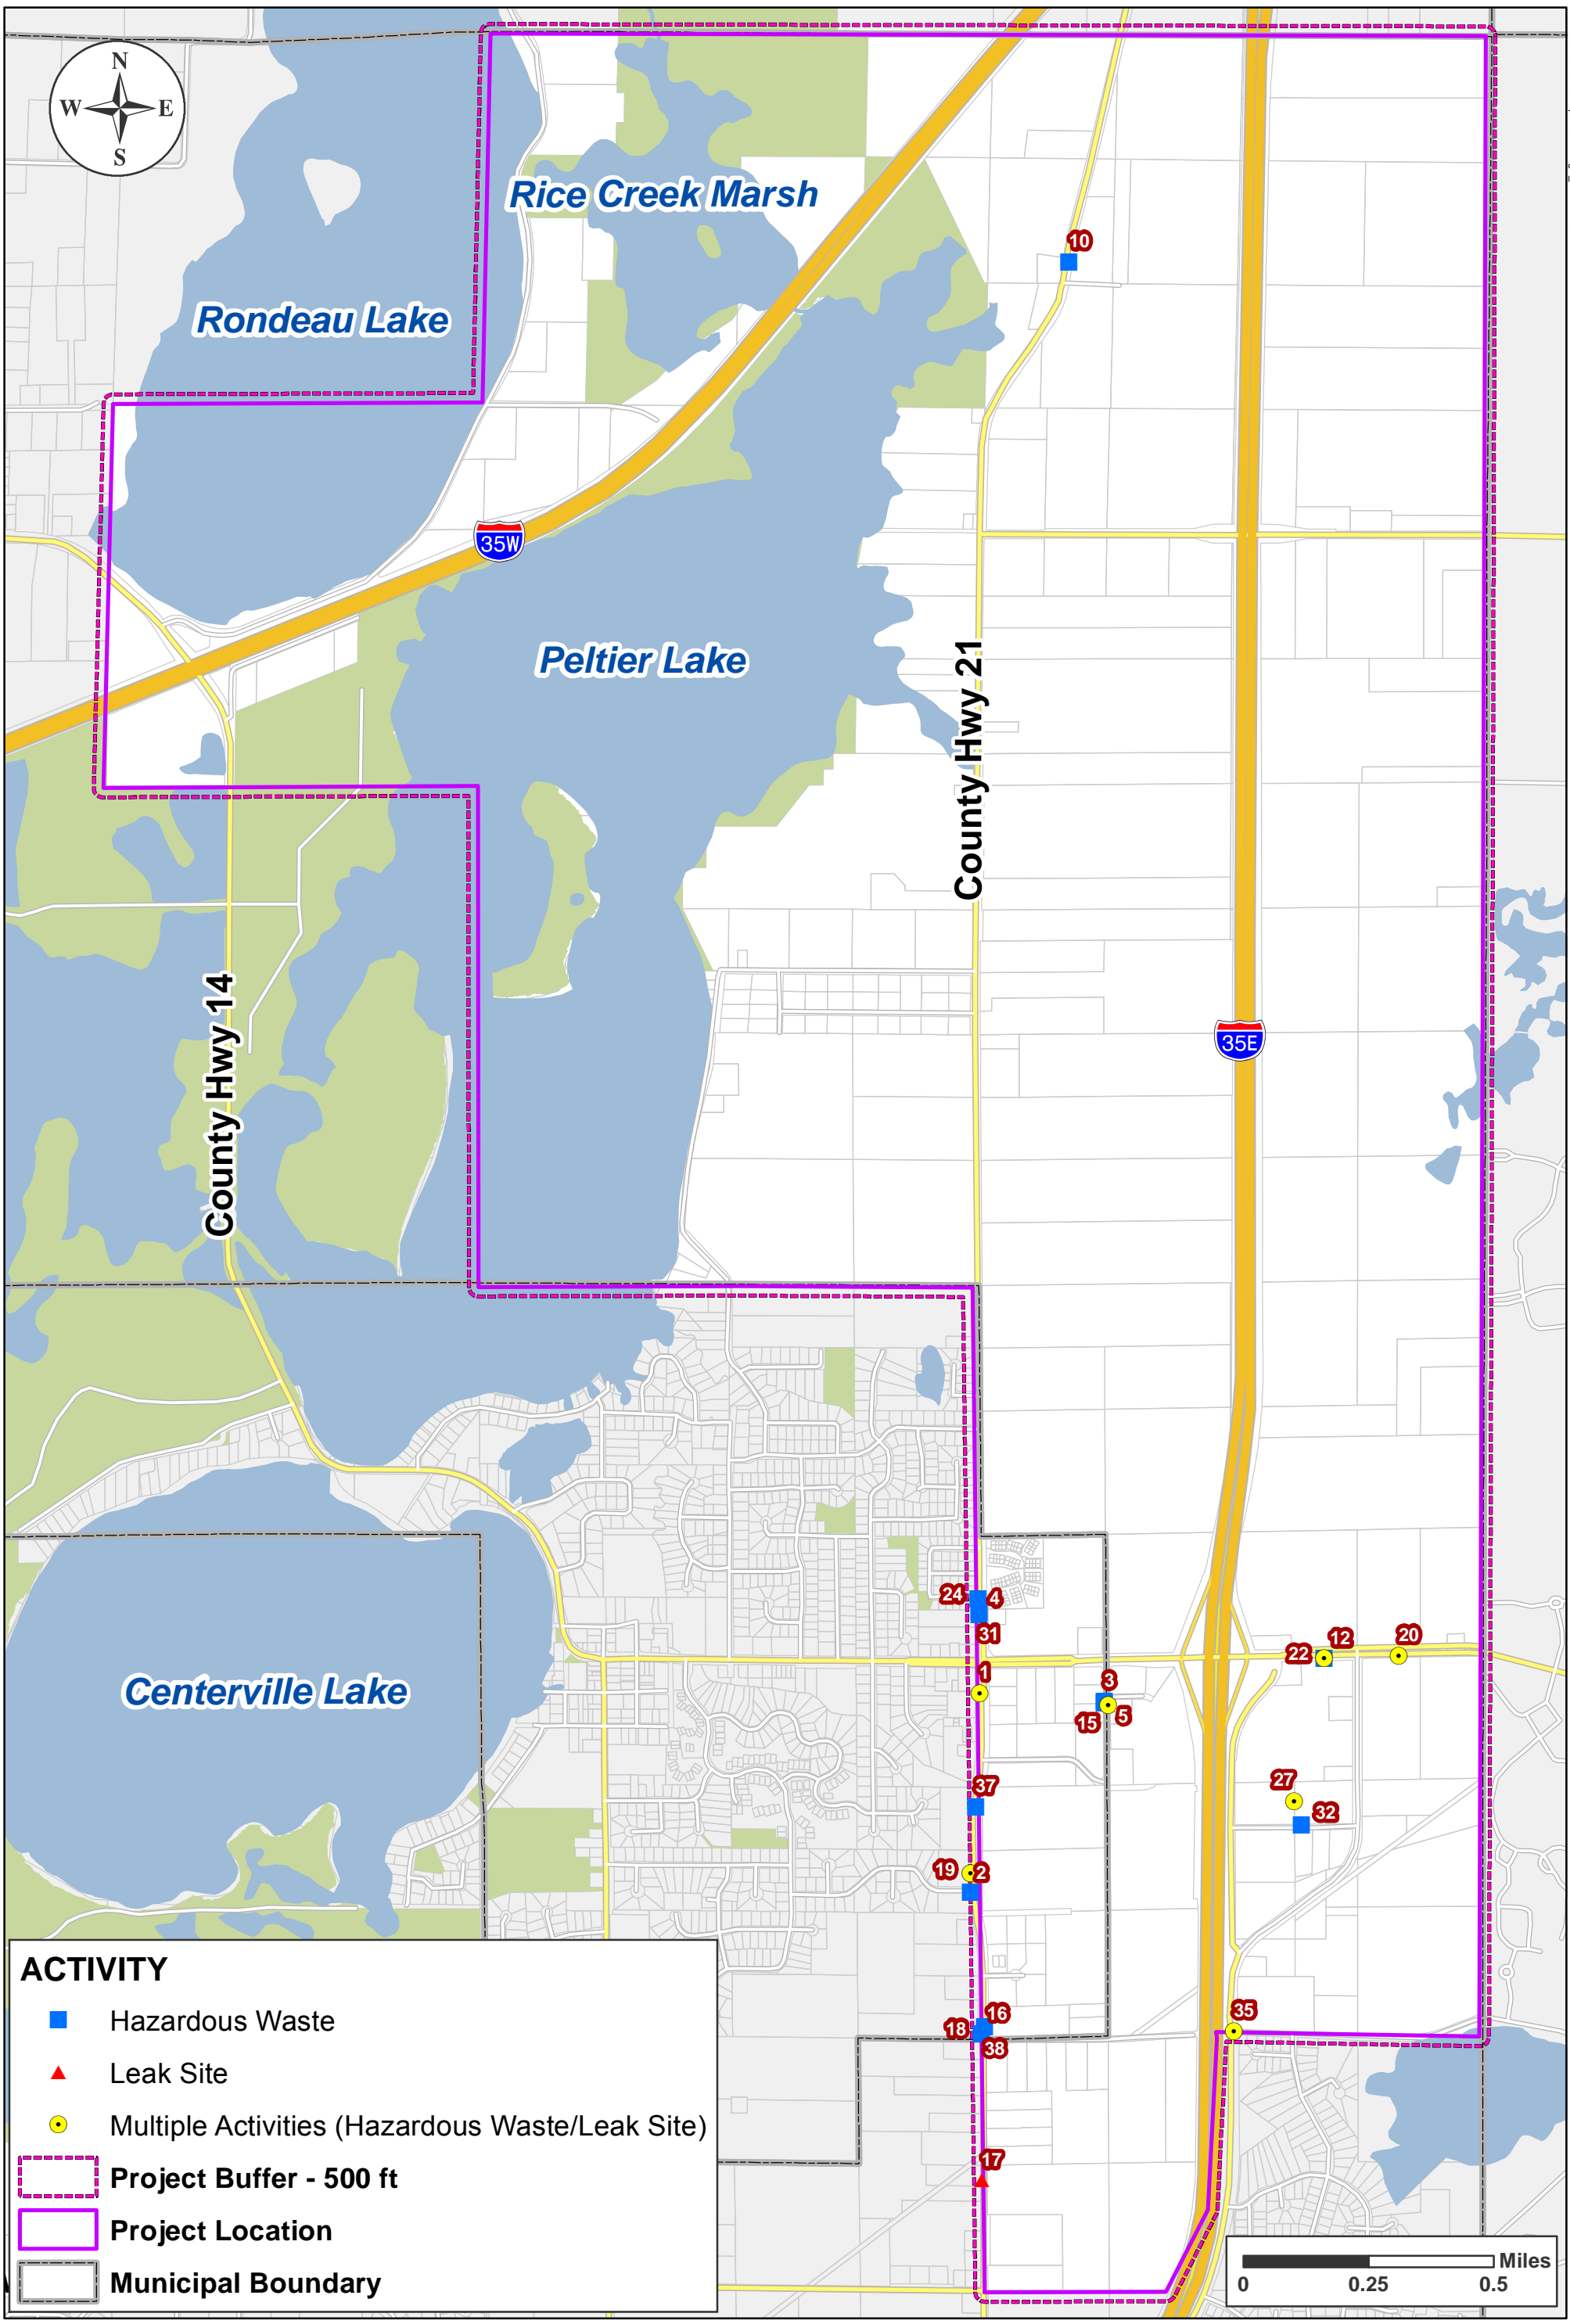 N
W E
S
Rice Creek Marsh
10
Rondeau Lake
35W
Peltier Lake
County Hwy 21
County Hwy 14
35E
24 4
31
12
22
20
1
3
15 5
Centerville Lake
37
27
32
19 2
16
18
38
35
17
ACTIVITY
Hazardous Waste
Leak Site
Multiple Activities (Hazardous Waste/Leak Site)
Project Buffer - 500 ft
Project Location
Municipal Boundary
Miles
0 0.25 0.5